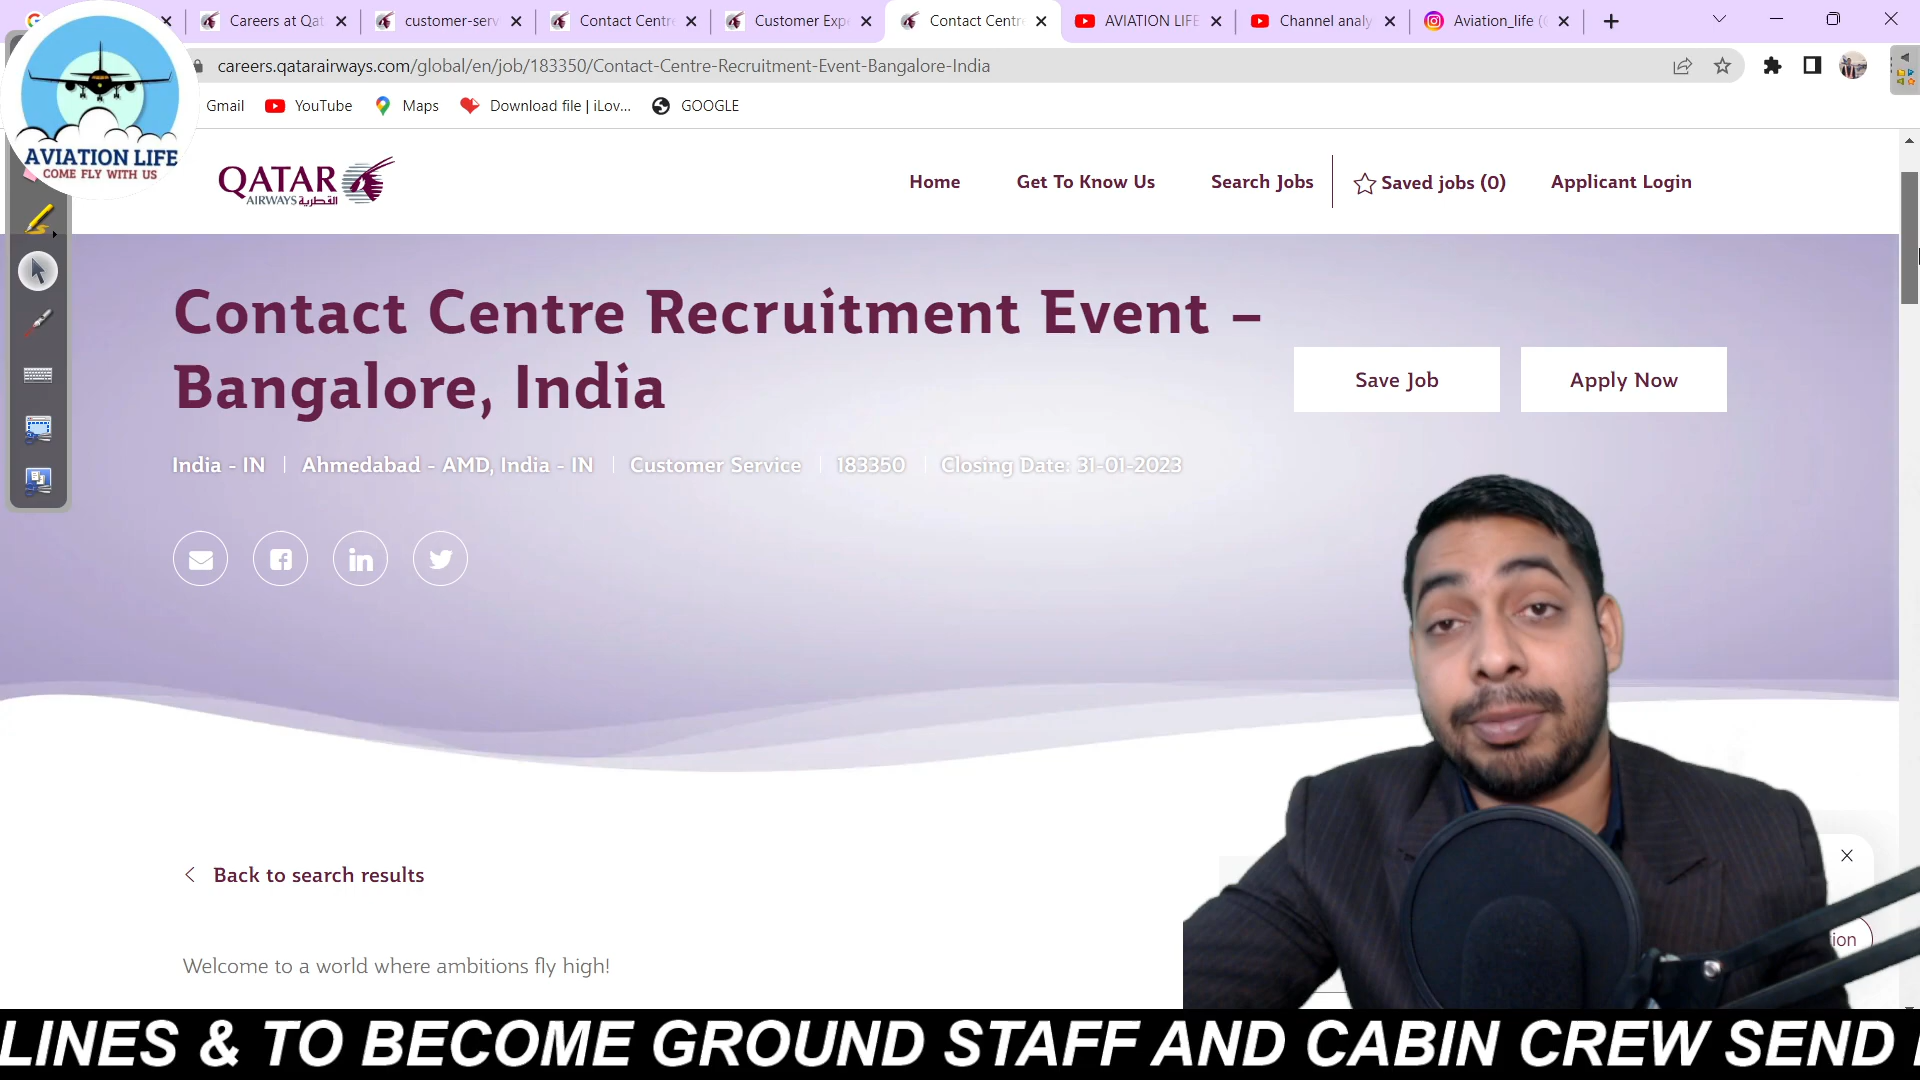 Careers at Qat
customer-serv
Contact Centr
Customer Expe
Contact Centr
AVIATION LIFE
Channel analy
Aviation_life (
careers.qatarairways.com/global/en/job/183350/Contact-Centre-Recruitment-Event-Bangalore-India
Gmail
YouTube
Maps
Download file | iLov...
GOOGLE
AVIATION LIFE
COME FLY WITH US
QATAR
AIRWAYS القطرية
Home
Get To Know Us
Search Jobs
Saved jobs (0)
Applicant Login
Contact Centre Recruitment Event –
Bangalore, India
Save Job
Apply Now
India - IN
Ahmedabad - AMD, India - IN
Customer Service
183350
Closing Date: 31-01-2023
Back to search results
Welcome to a world where ambitions fly high!
ion
LINES & TO BECOME GROUND STAFF AND CABIN CREW SEND